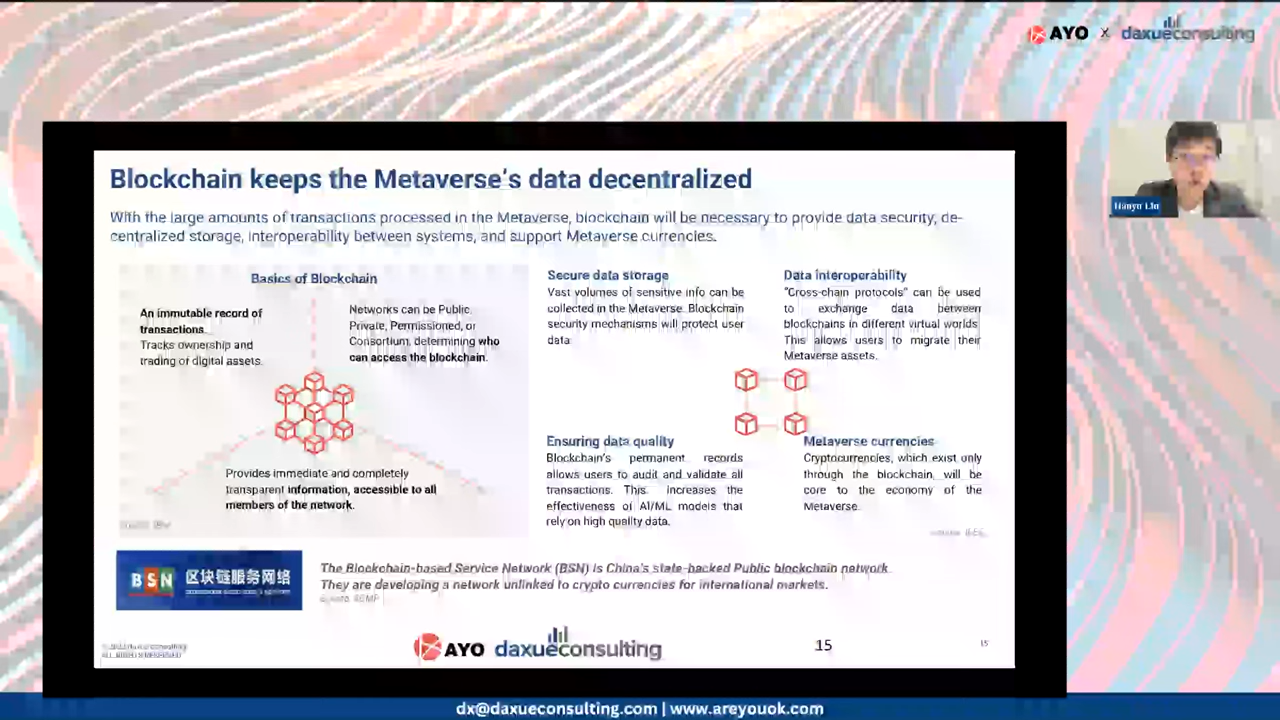 AYO x daxueconsulting
Blockchain keeps the Metaverse's data decentralized
With the large amounts of transactions processed in the Metaverse, blockchain will be necessary to provide data security, de-
centralized storage, interoperability between systems, and support Metaverse currencies.
Basics of Blockchain
An immutable record of
transactions.
Tracks ownership and
trading of digital assets.
Networks can be Public,
Private, Permissioned, or
Consortium, determining who
can access the blockchain.
Provides immediate and completely
transparent information, accessible to all
members of the network.
Secure data storage
Vast volumes of sensitive info can be
collected in the Metaverse. Blockchain
security mechanisms will protect user
data.
Data interoperability
"Cross-chain protocols" can be used
to exchange data between
blockchains in different virtual worlds.
This allows users to migrate their
Metaverse assets.
Ensuring data quality
Blockchain's permanent records
allows users to audit and validate all
transactions. This increases the
effectiveness of AI/ML models that
rely on high quality data.
Metaverse currencies
Cryptocurrencies, which exist only
through the blockchain, will be
core to the economy of the
Metaverse.
BSN 区块链服务网络
The Blockchain-based Service Network (BSN) is China's state-backed Public blockchain network.
They are developing a network unlinked to crypto currencies for international markets.
ALL RIGHTS RESERVED
AYO daxueconsulting
15
15
dx@daxueconsulting.com | www.areyouok.com